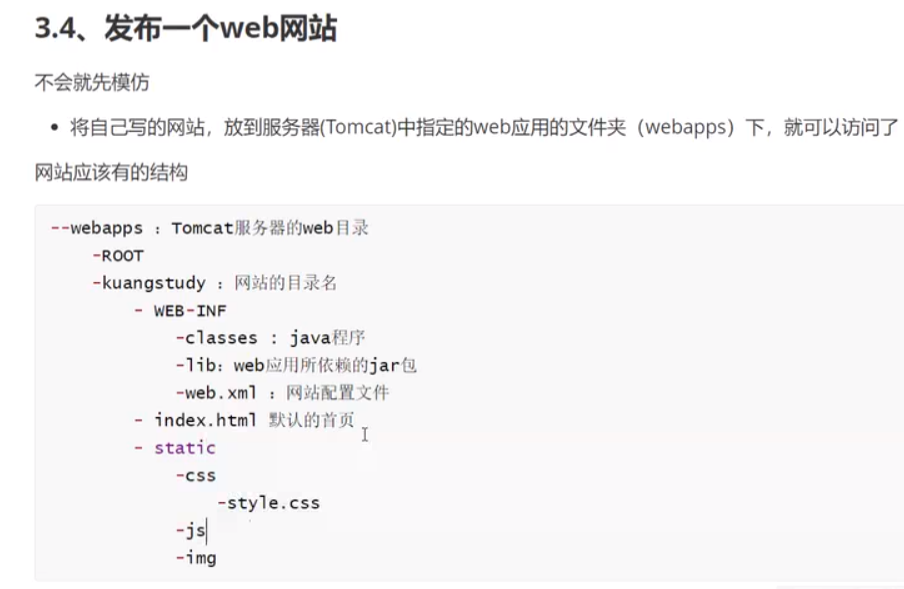 3.4、发布一个web网站
不会就先模仿
• 将自己写的网站，放到服务器(Tomcat)中指定的web应用的文件夹（webapps）下，就可以访问了
网站应该有的结构
--webapps ：Tomcat服务器的web目录
-ROOT
-kuangstudy ：网站的目录名
- WEB-INF
-classes : java程序
-lib：web应用所依赖的jar包
-web.xml ：网站配置文件
- index.html 默认的首页
- static
-css
-style.css
-js
-img